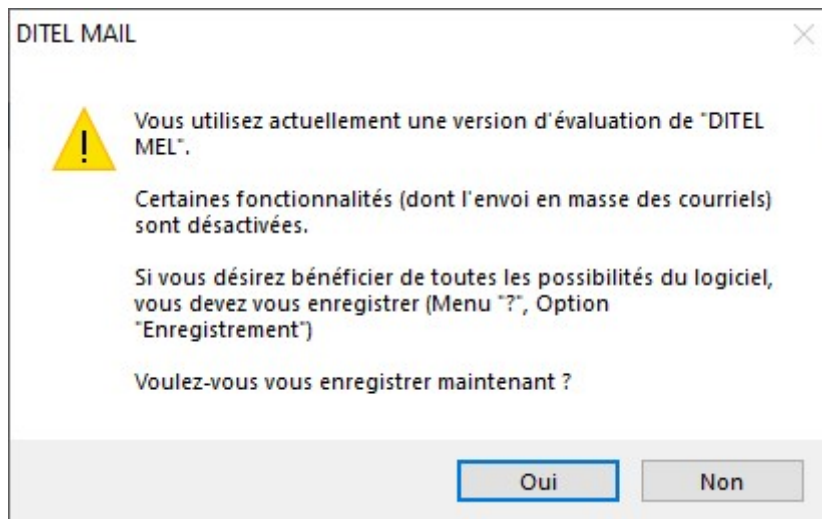 DITEL MAIL
Vous utilisez actuellement une version d'évaluation de "DITEL
MEL".
Certaines fonctionnalités (dont l'envoi en masse des courriels)
sont désactivées.
Si vous désirez bénéficier de toutes les possibilités du logiciel,
vous devez vous enregistrer (Menu "?", Option
"Enregistrement")
Voulez-vous vous enregistrer maintenant ?
Oui
Non